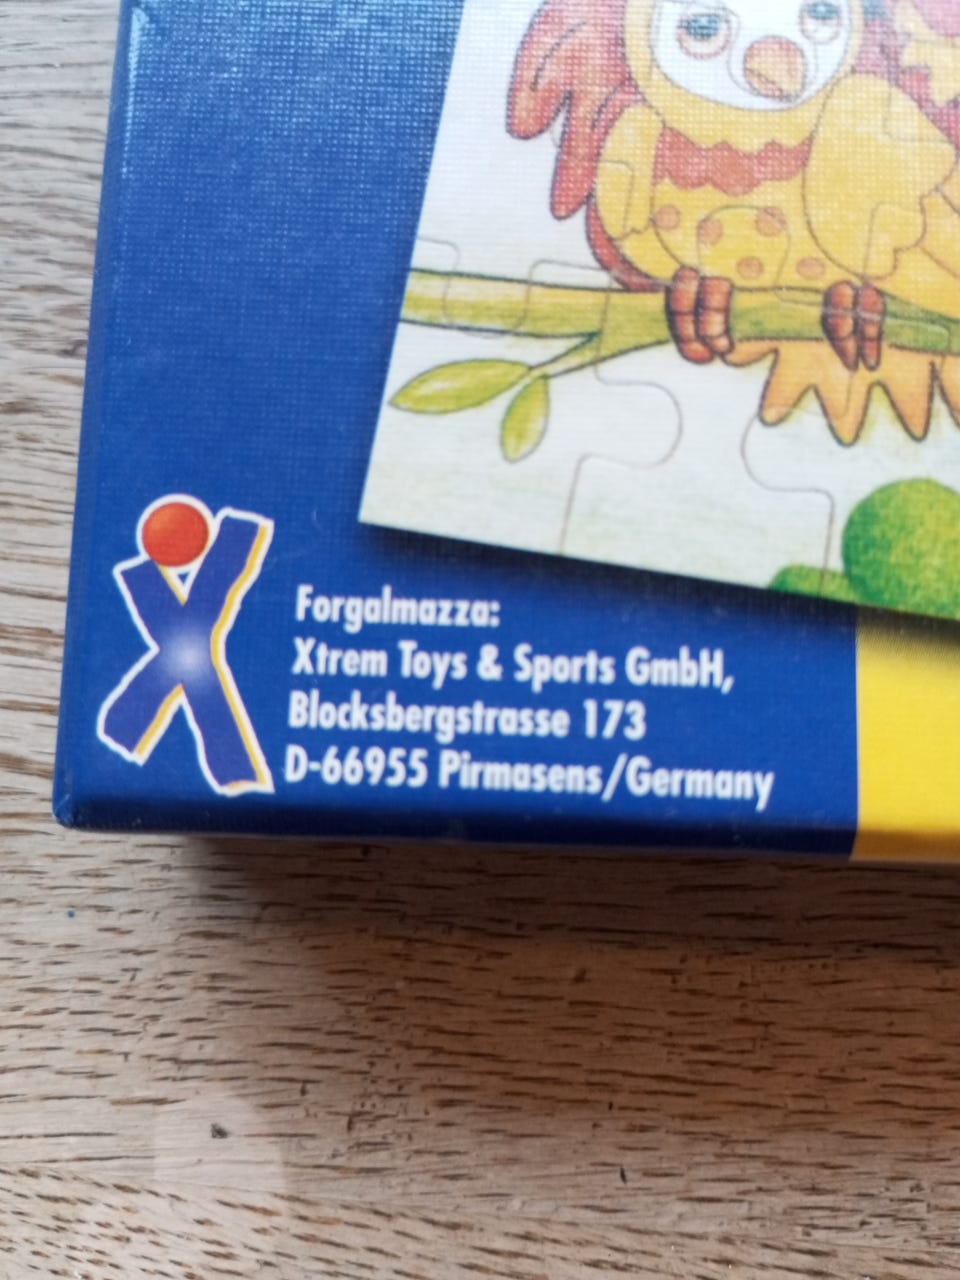 Forgalmazza:
Xtrem Toys & Sports GmbH,
Blocksbergstrasse 173
D-66955 Pirmasens/Germany